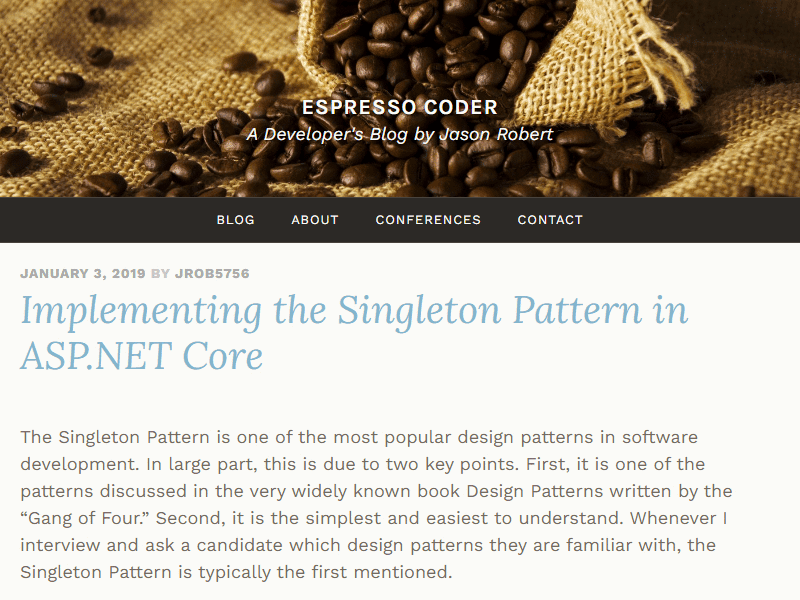 ESPRESSO CODER
A Developer's Blog by Jason Robert
BLOG ABOUT CONFERENCES CONTACT
JANUARY 3, 2019 BY JROB5756
Implementing the Singleton Pattern in
ASP.NET Core
The Singleton Pattern is one of the most popular design patterns in software
development. In large part, this is due to two key points. First, it is one of the
patterns discussed in the very widely known book Design Patterns written by the
“Gang of Four.” Second, it is the simplest and easiest to understand. Whenever I
interview and ask a candidate which design patterns they are familiar with, the
Singleton Pattern is typically the first mentioned.